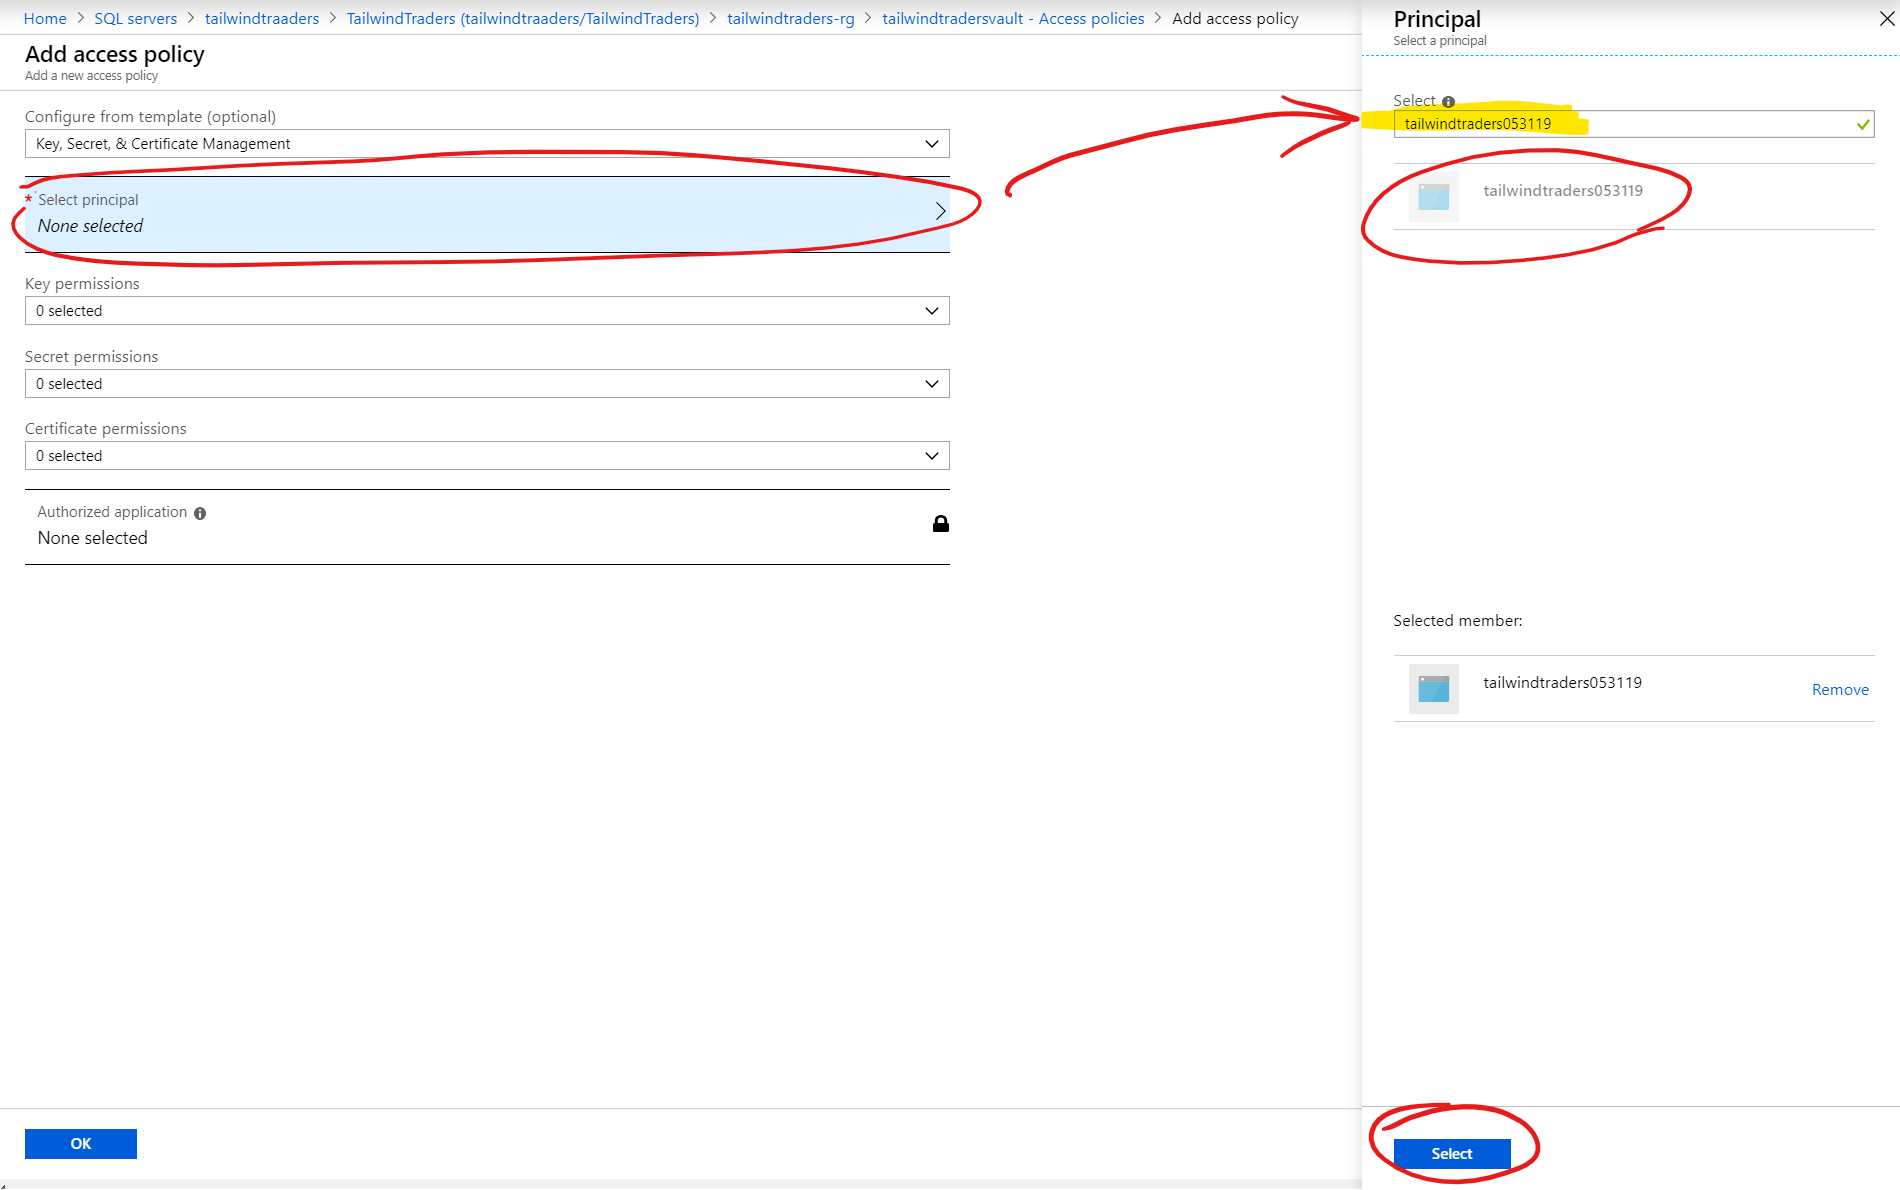 Home > SQL servers > tailwindtraaders > TailwindTraders (tailwindtraaders/TailwindTraders) > tailwindtraders-rg > tailwindtradersvault - Access policies > Add access policy
Add access policy
Add a new access policy
Configure from template (optional)
Key, Secret, & Certificate Management
* Select principal
None selected
Key permissions
0 selected
Secret permissions
0 selected
Certificate permissions
0 selected
Authorized application
None selected
OK
Principal
Select a principal
Select
tailwindtraders053119
tailwindtraders053119
Selected member:
tailwindtraders053119
Remove
Select